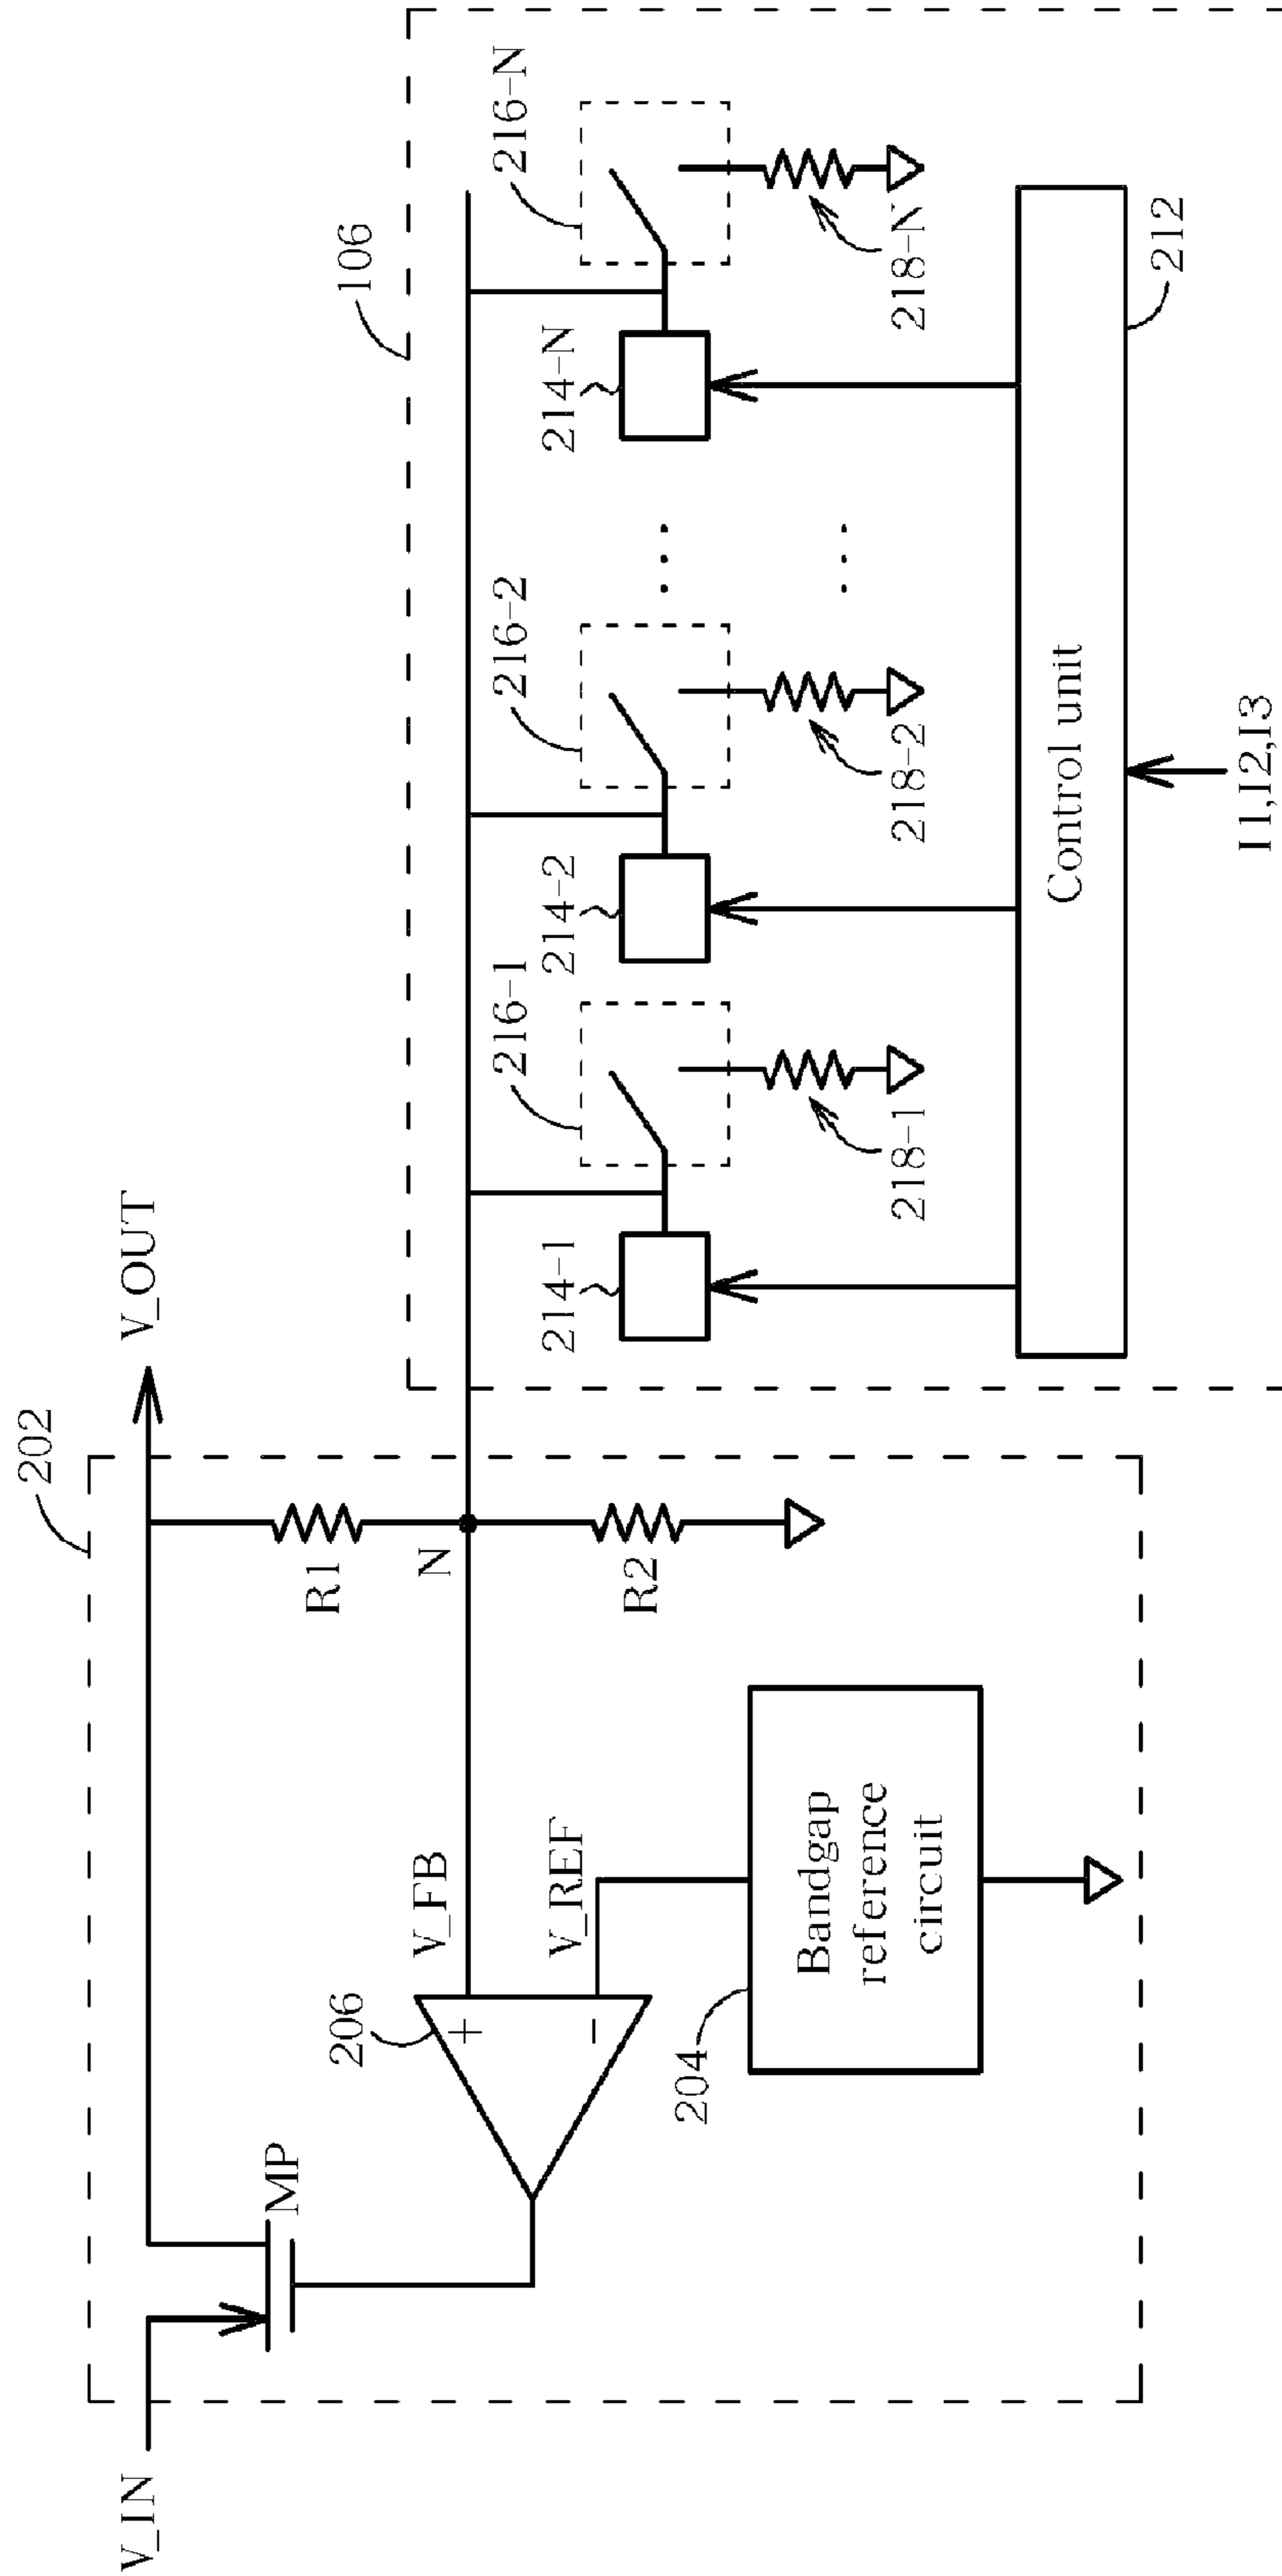 V_IN
V_OUT
202
MP
R1
N
R2
206
V_FB
+
V_REF
-
204
Bandgap
reference
circuit
106
216-1
216-2
216-N
214-1
214-2
214-N
218-1
218-2
218-N
Control unit
212
I1,I2,I3